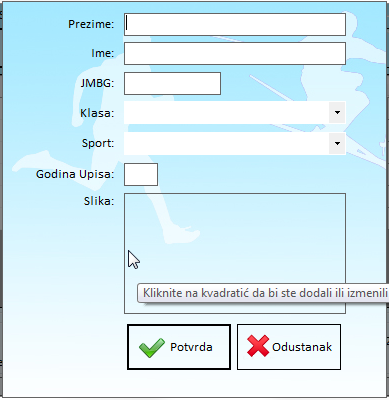 Prezime:
Ime:
JMBG:
Klasa:
Sport:
Godina Upisa:
Slika:
Kliknite na kvadratić da bi ste dodali ili izmenili
Potvrda
Odustanak